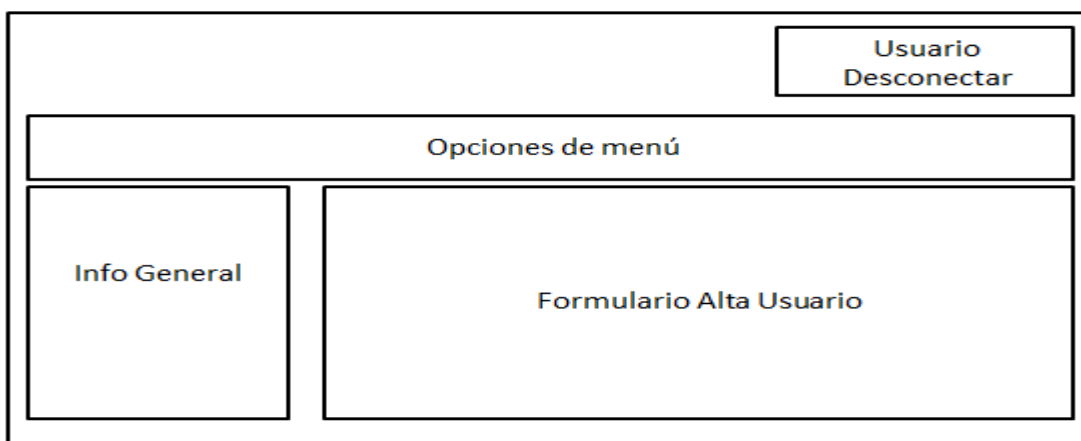 Usuario
Desconectar
Opciones de menú
Info General
Formulario Alta Usuario